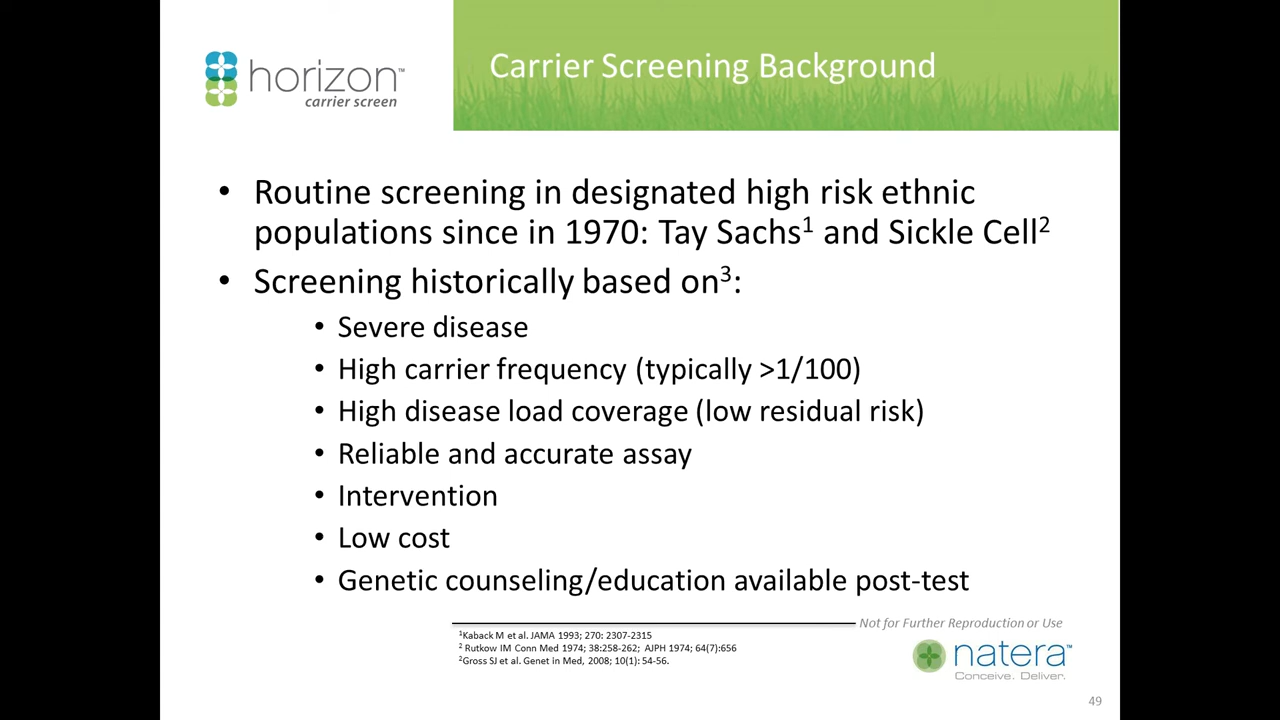 horizon™
carrier screen
Carrier Screening Background
• Routine screening in designated high risk ethnic
populations since in 1970: Tay Sachs1 and Sickle Cell2
• Screening historically based on3:
• Severe disease
• High carrier frequency (typically >1/100)
• High disease load coverage (low residual risk)
• Reliable and accurate assay
• Intervention
• Low cost
• Genetic counseling/education available post-test
Not for Further Reproduction or Use
1Kaback M et al. JAMA 1993; 270: 2307-2315
2 Rutkow IM Conn Med 1974; 38:258-262; AJPH 1974; 64(7):656
2Gross SJ et al. Genet in Med, 2008; 10(1): 54-56.
natera™
Conceive. Deliver.
49